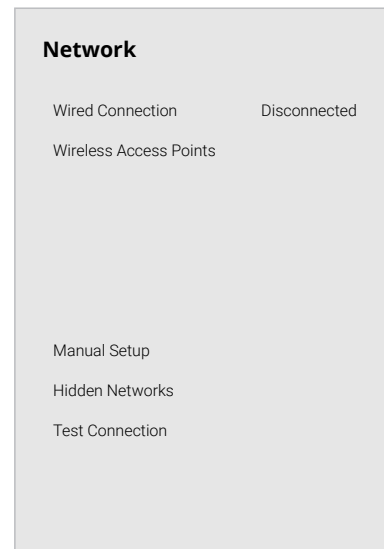 Network
Wired Connection Disconnected
Wireless Access Points
Manual Setup
Hidden Networks
Test Connection